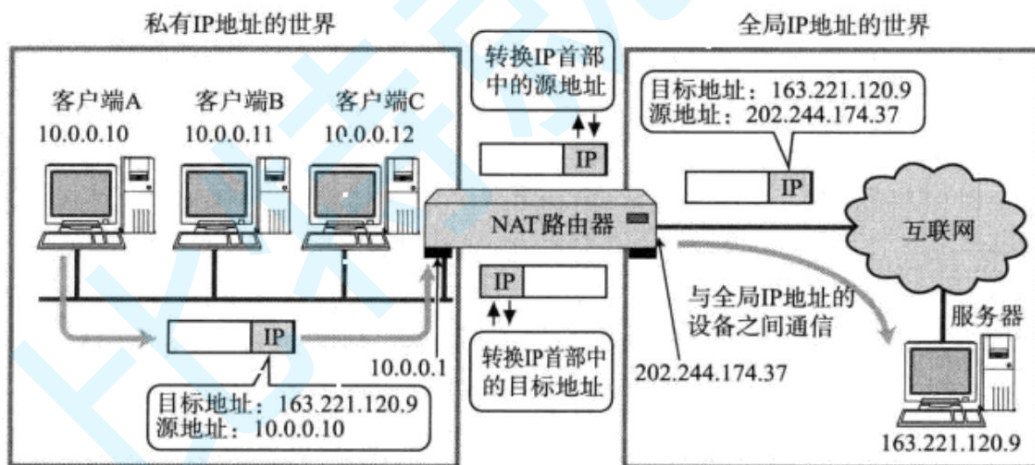 私有IP地址的世界
全局IP地址的世界
转换IP首部
中的源地址
目标地址：163.221.120.9
源地址：202.244.174.37
客户端A
客户端B
客户端C
10.0.0.10
10.0.0.11
10.0.0.12
IP
IP
NAT路由器
互联网
IP
与全局IP地址的
设备之间通信
服务器
IP
10.0.0.1
转换IP首部中
的目标地址
202.244.174.37
目标地址：163.221.120.9
源地址：10.0.0.10
163.221.120.9